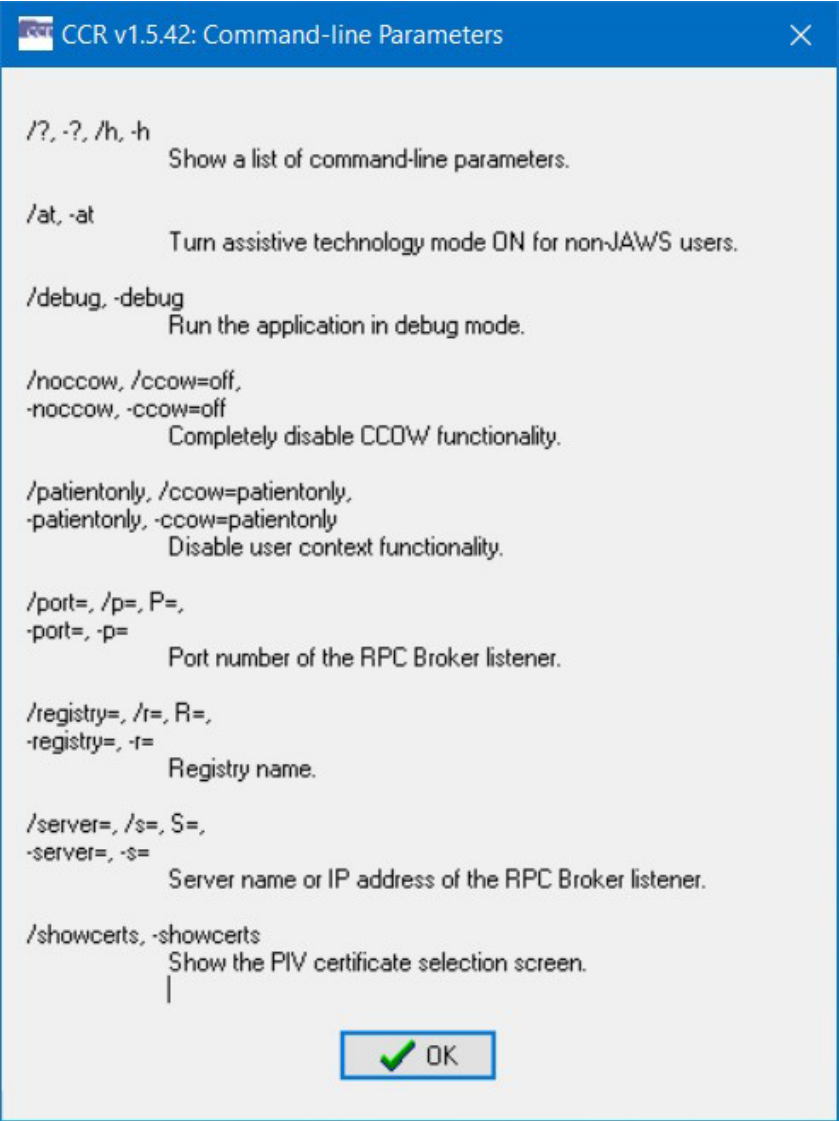 CCR CCR v1.5.42: Command-line Parameters
/?, -?, /h, -h
Show a list of command-line parameters.
/at, -at
Turn assistive technology mode ON for non-JAWS users.
/debug, -debug
Run the application in debug mode.
/noccow, /ccow=off,
-noccow, -ccow=off
Completely disable CCOW functionality.
/patientonly, /ccow=patientonly,
-patientonly, -ccow=patientonly
Disable user context functionality.
/port=, /p=, P=,
-port=, -p=
Port number of the RPC Broker listener.
/registry=, /r=, R=,
-registry=, -r=
Registry name.
/server=, /s=, S=,
-server=, -s=
Server name or IP address of the RPC Broker listener.
/showcerts, -showcerts
Show the PIV certificate selection screen.
OK